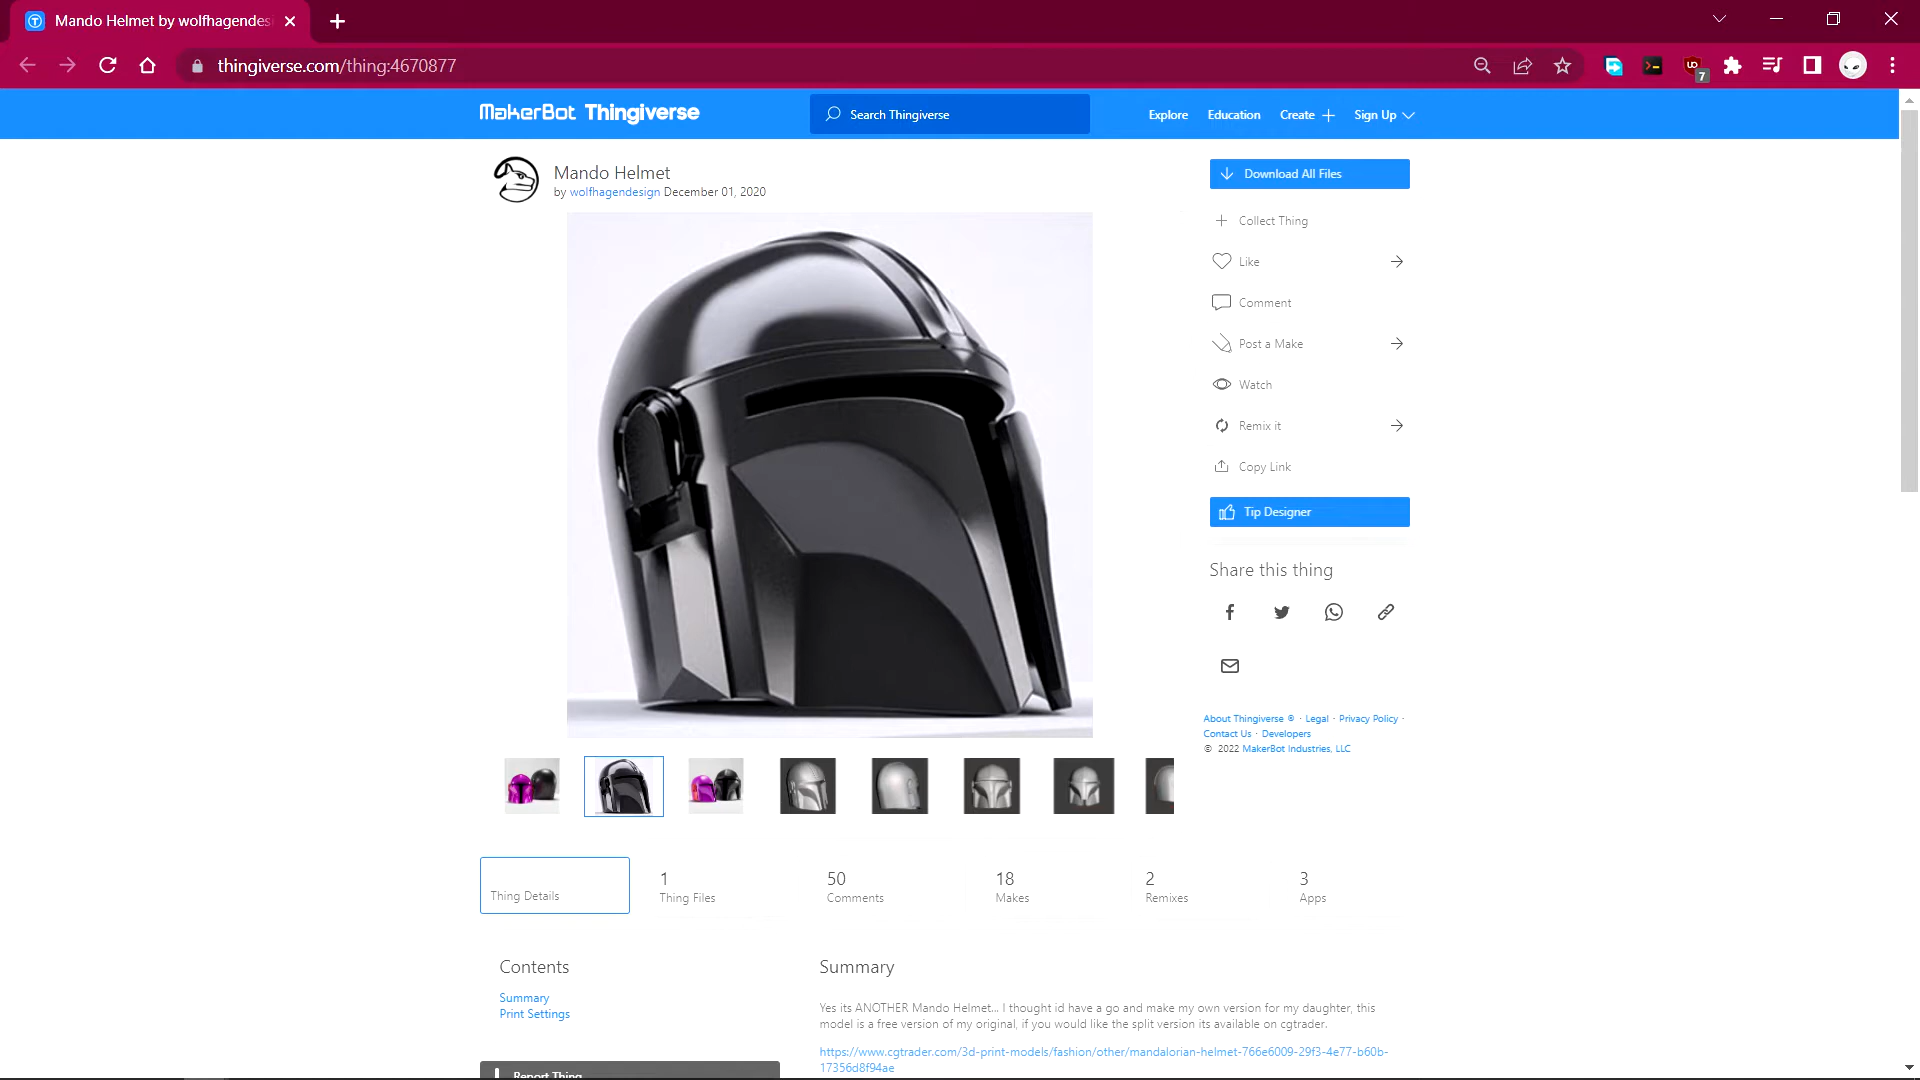 Mando Helmet by wolfhagendesi
thingiverse.com/thing:4670877
7
MakerBot Thingiverse
Search Thingiverse
Explore
Education
Create
Sign Up
Mando Helmet
by wolfhagendesign December 01, 2020
Download All Files
Collect Thing
Like
Comment
Post a Make
Watch
Remix it
Copy Link
Tip Designer
Share this thing
About Thingiverse ® · Legal · Privacy Policy ·
Contact Us · Developers
© 2022 MakerBot Industries, LLC
Thing Details
1
Thing Files
50
Comments
18
Makes
2
Remixes
3
Apps
Contents
Summary
Print Settings
Report Thing
Summary
Yes its ANOTHER Mando Helmet... I thought id have a go and make my own version for my daughter, this
model is a free version of my original, if you would like the split version its available on cgtrader.
https://www.cgtrader.com/3d-print-models/fashion/other/mandalorian-helmet-766e6009-29f3-4e77-b60b-
17356d8f94ae